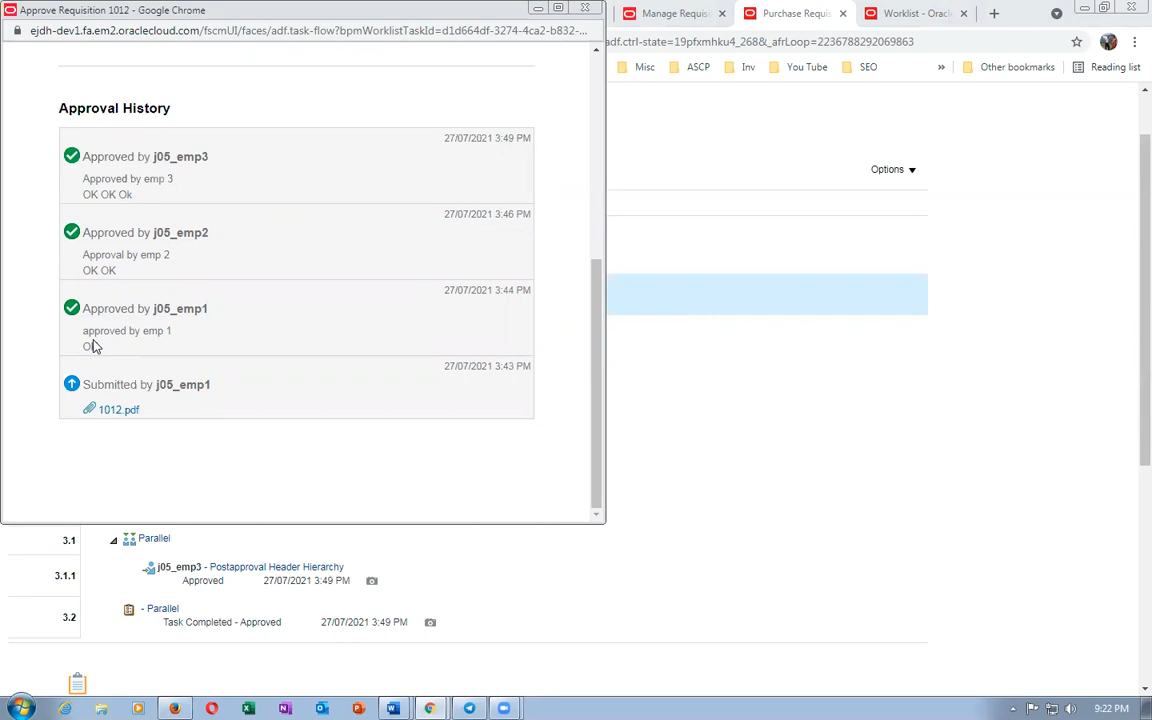 Approve Requisition 1012 - Google Chrome
ejdh-dev1.fa.em2.oraclecloud.com/fscmUI/faces/adf.task-flow?bpmWorklistTaskId=d1d664df-3274-4ca2-b832-...
Manage Requisi
Purchase Requis
Worklist - Oracl
adf.ctrl-state=19pfxmhku4_268&_afrLoop=2236788292069863
Misc
ASCP
Inv
You Tube
SEO
»
Other bookmarks
Reading list
Options
Approval History
27/07/2021 3:49 PM
Approved by j05_emp3
Approved by emp 3
OK OK Ok
27/07/2021 3:46 PM
Approved by j05_emp2
Approval by emp 2
OK OK
27/07/2021 3:44 PM
Approved by j05_emp1
approved by emp 1
27/07/2021 3:43 PM
Submitted by j05_emp1
1012.pdf
3.1
Parallel
3.1.1
j05_emp3 - Postapproval Header Hierarchy
Approved 27/07/2021 3:49 PM
3.2
- Parallel
Task Completed - Approved 27/07/2021 3:49 PM
9:22 PM